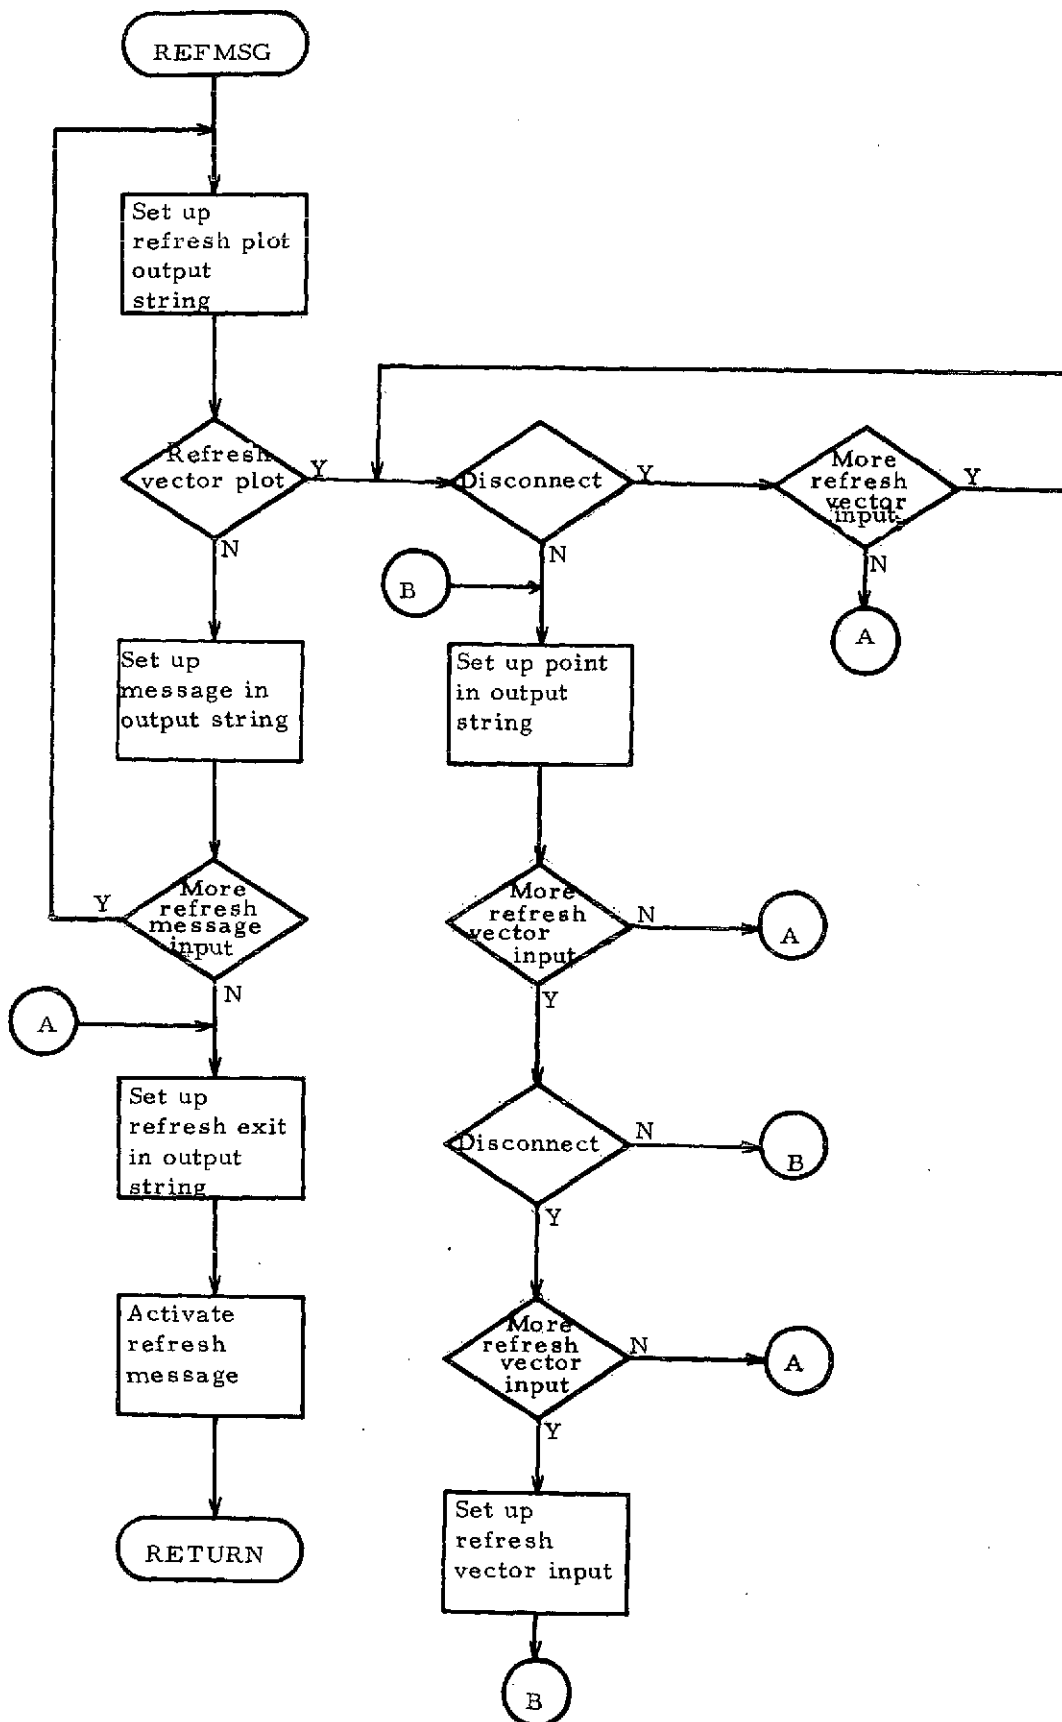 REFMSG
Set up
refresh plot
output
string
Refresh
vector plot
Y
N
Disconnect
Y
N
More
refresh
vector
input
Y
N
A
B
Set up
message in
output string
Set up point
in output
string
More
refresh
message
input
Y
N
More
refresh
vector
input
N
A
Y
A
Set up
refresh exit
in output
string
Disconnect
N
B
Y
Activate
refresh
message
More
refresh
vector
input
N
A
Y
RETURN
Set up
refresh
vector input
B